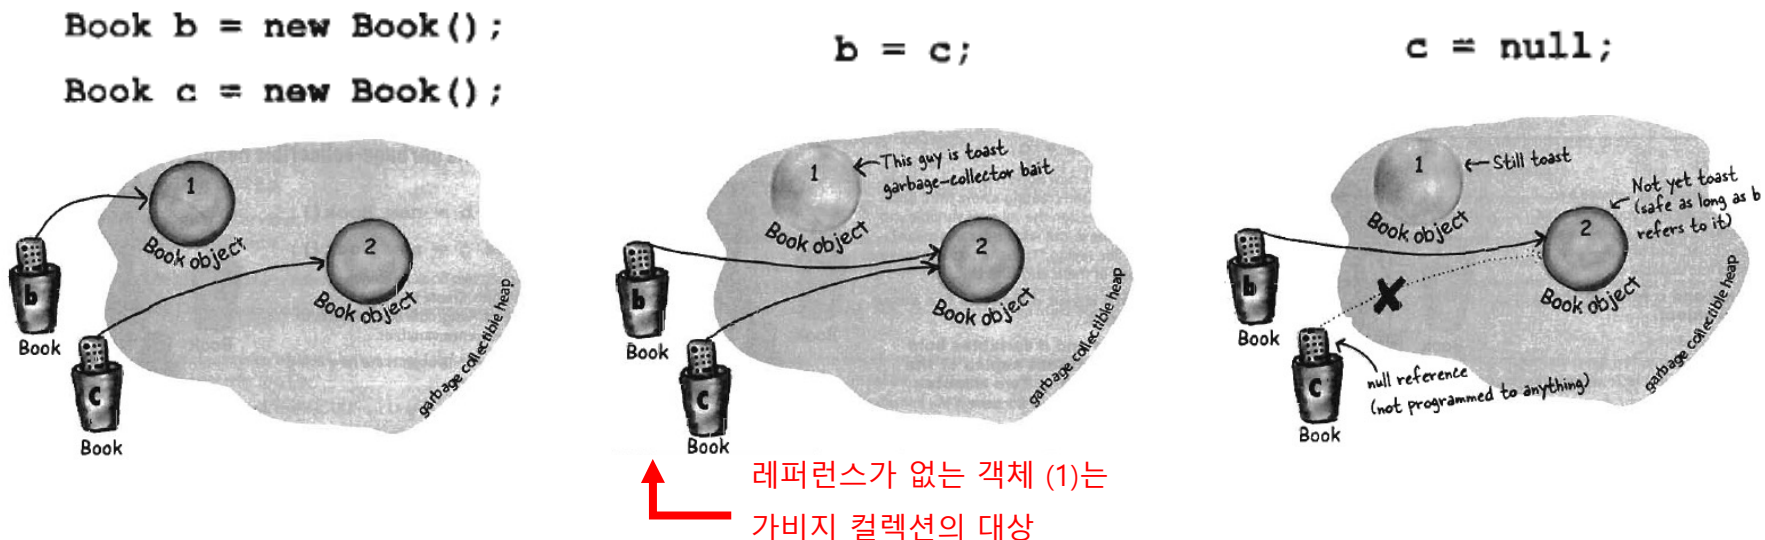 Book b = new Book();
Book c = new Book();
1
Book object
2
Book object
b
Book
c
Book
garbage collectible heap
b = c;
1
This guy is toast
garbage-collector bait
Book object
2
Book object
b
Book
c
Book
garbage collectible heap
레퍼런스가 없는 객체 (1)는
가비지 컬렉션의 대상
c = null;
1
Still toast
Book object
Not yet toast
(safe as long as b
refers to it)
2
Book object
b
Book
c
Book
null reference
(not programmed to anything)
garbage collectible heap